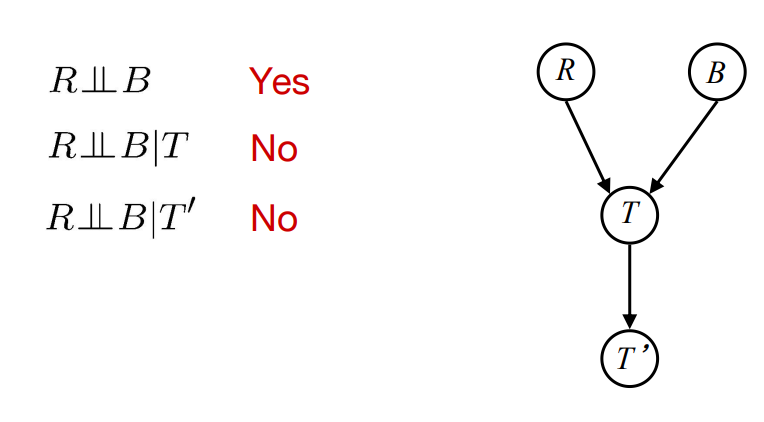 R⫫B Yes
R⫫B|T No
R⫫B|T′ No
R B
T
T’